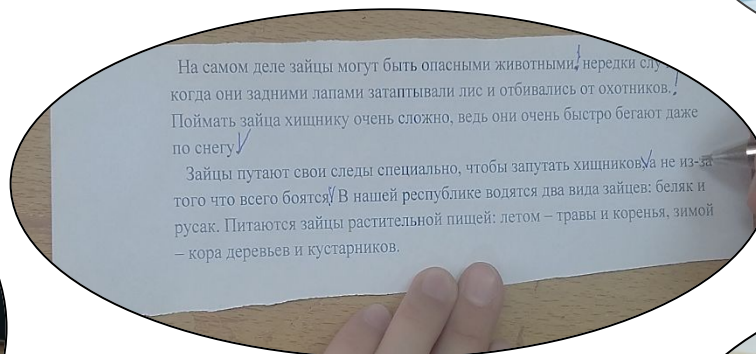 На самом деле зайцы могут быть опасными животными, нередки
когда они задними лапами затаптывали лис и отбивались от охотников.
Поймать зайца хищнику очень сложно, ведь они очень быстро бегают даже
по снегу
Зайцы путают свои следы специально, чтобы запутать хищников а не из-за
того что всего боятся В нашей республике водятся два вида зайцев: беляк и
русак. Питаются зайцы растительной пищей: летом – травы и коренья, зимой
– кора деревьев и кустарников.